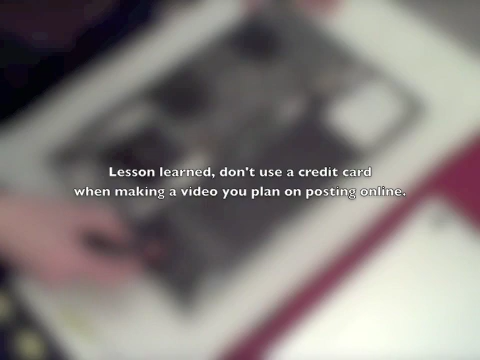 Lesson learned, don't use a credit card
when making a video you plan on posting online.